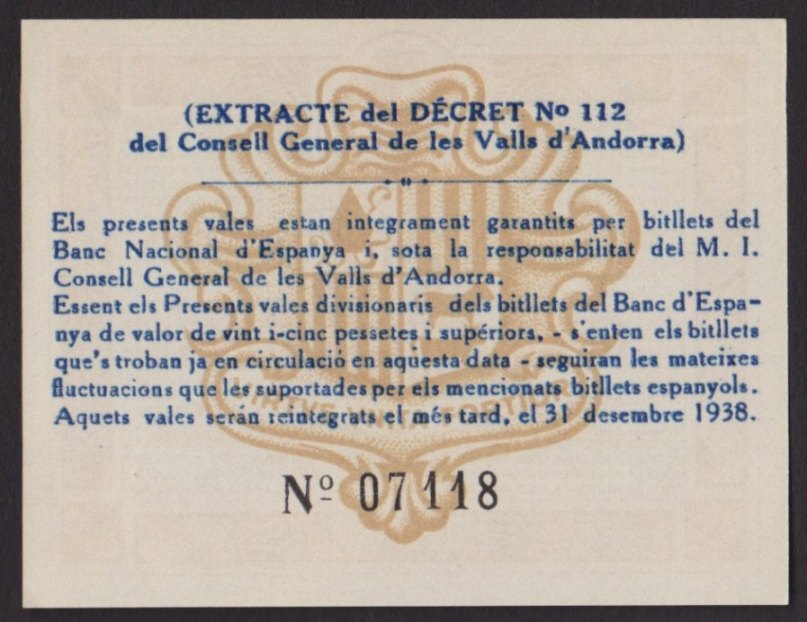 (EXTRACTE del DÉCRET Nº 112
del Consell General de les Valls d'Andorra)
Els presents vales estan integrament garantits per bitllets del
Banc Nacional d'Espanya i, sota la responsabilitat del M. I.
Consell General de les Valls d'Andorra.
Essent els Presents vales divisionaris dels bitllets del Banc d'Espa-
nya de valor de vint i-cinc pessetes i supériors, - s'enten els bitllets
que's troban ja en circulació en aquesta data - seguiran les mateixes
fluctuacions que les suportades per els mencionats bitllets espanyols.
Aquets vales serán reintegrats el més tard, el 31 desembre 1938.
Nº 07118